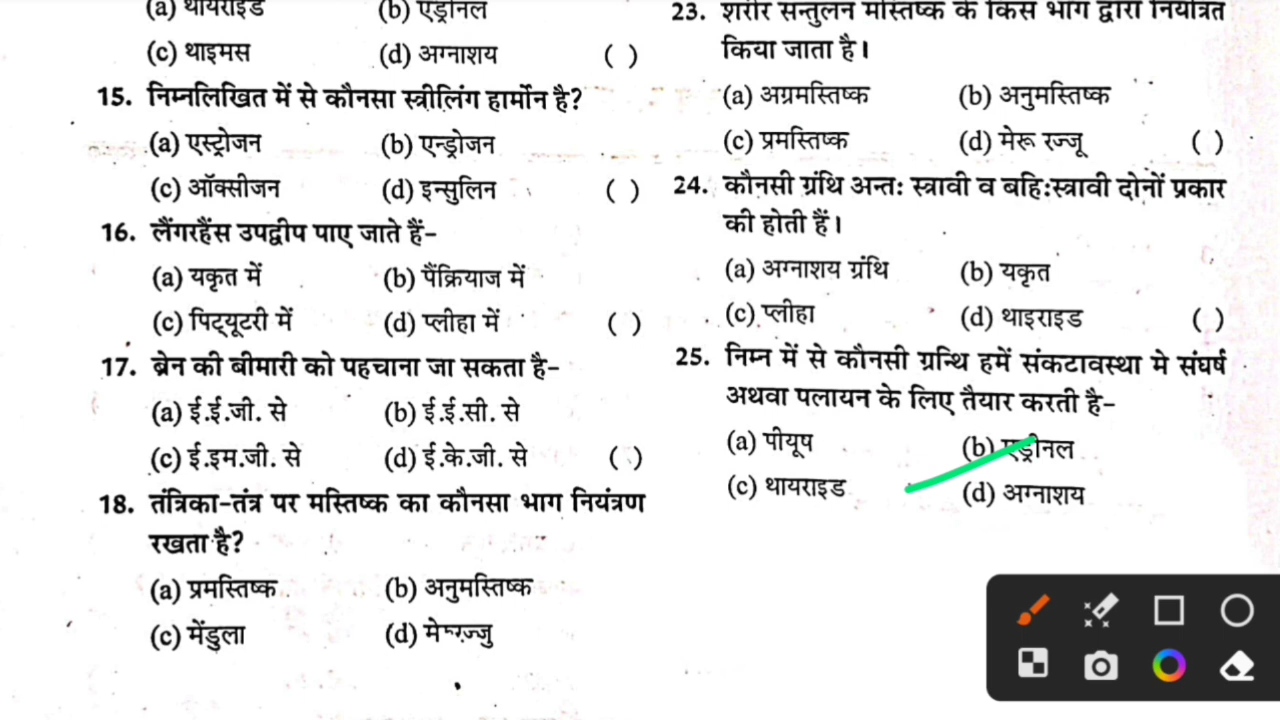 (a) थायराइड (b) एड्रीनल
(c) थाइमस (d) अग्नाशय ( )
15. निम्नलिखित में से कौनसा स्त्रीलिंग हार्मोन है?
(a) एस्ट्रोजन (b) एन्ड्रोजन
(c) ऑक्सीजन (d) इन्सुलिन ( )
16. लैंगरहैंस उपद्वीप पाए जाते हैं-
(a) यकृत में (b) पैंक्रियाज में
(c) पिट्यूटरी में (d) प्लीहा में ( )
17. ब्रेन की बीमारी को पहचाना जा सकता है-
(a) ई.ई.जी. से (b) ई.ई.सी. से
(c) ई.इम.जी. से (d) ई.के.जी. से ( )
18. तंत्रिका-तंत्र पर मस्तिष्क का कौनसा भाग नियंत्रण
रखता है?
(a) प्रमस्तिष्क (b) अनुमस्तिष्क
(c) मेंडुला (d) मेरूरज्जु
23. शरीर सन्तुलन मस्तिष्क के किस भाग द्वारा नियंत्रित
किया जाता है।
(a) अग्रमस्तिष्क (b) अनुमस्तिष्क
(c) प्रमस्तिष्क (d) मेरू रज्जू ( )
24. कौनसी ग्रंथि अन्तः स्त्रावी व बहिःस्त्रावी दोनों प्रकार
की होती हैं।
(a) अग्नाशय ग्रंथि (b) यकृत
(c) प्लीहा (d) थाइराइड ( )
25. निम्न में से कौनसी ग्रन्थि हमें संकटावस्था मे संघर्ष
अथवा पलायन के लिए तैयार करती है-
(a) पीयूष (b) एड्रीनल
(c) थायराइड (d) अग्नाशय